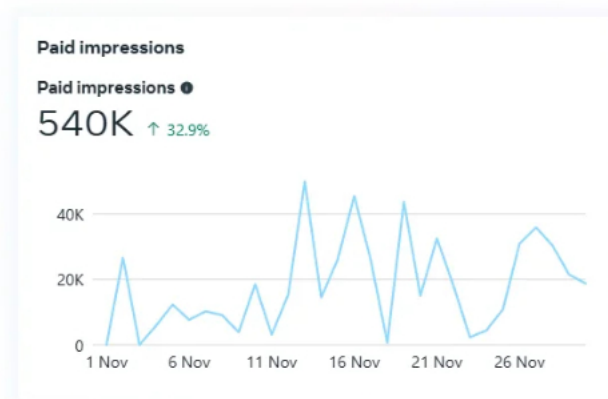 Paid impressions
Paid impressions
540K ↑ 32.9%
40K
20K
0
1 Nov 6 Nov 11 Nov 16 Nov 21 Nov 26 Nov